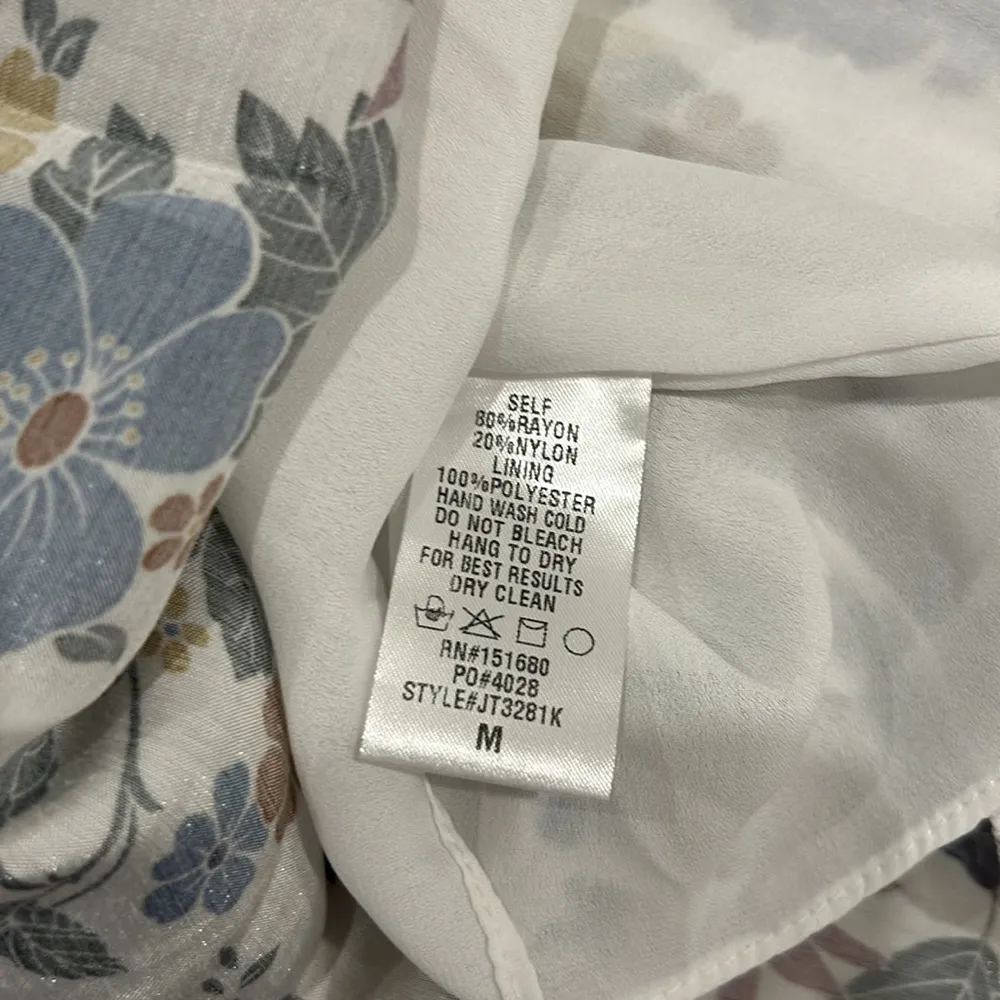 SELF
80%RAYON
20%NYLON
LINING
100%POLYESTER
HAND WASH COLD
DO NOT BLEACH
HANG TO DRY
FOR BEST RESULTS
DRY CLEAN
RN#151680
PO#4028
STYLE#JT3281K
M